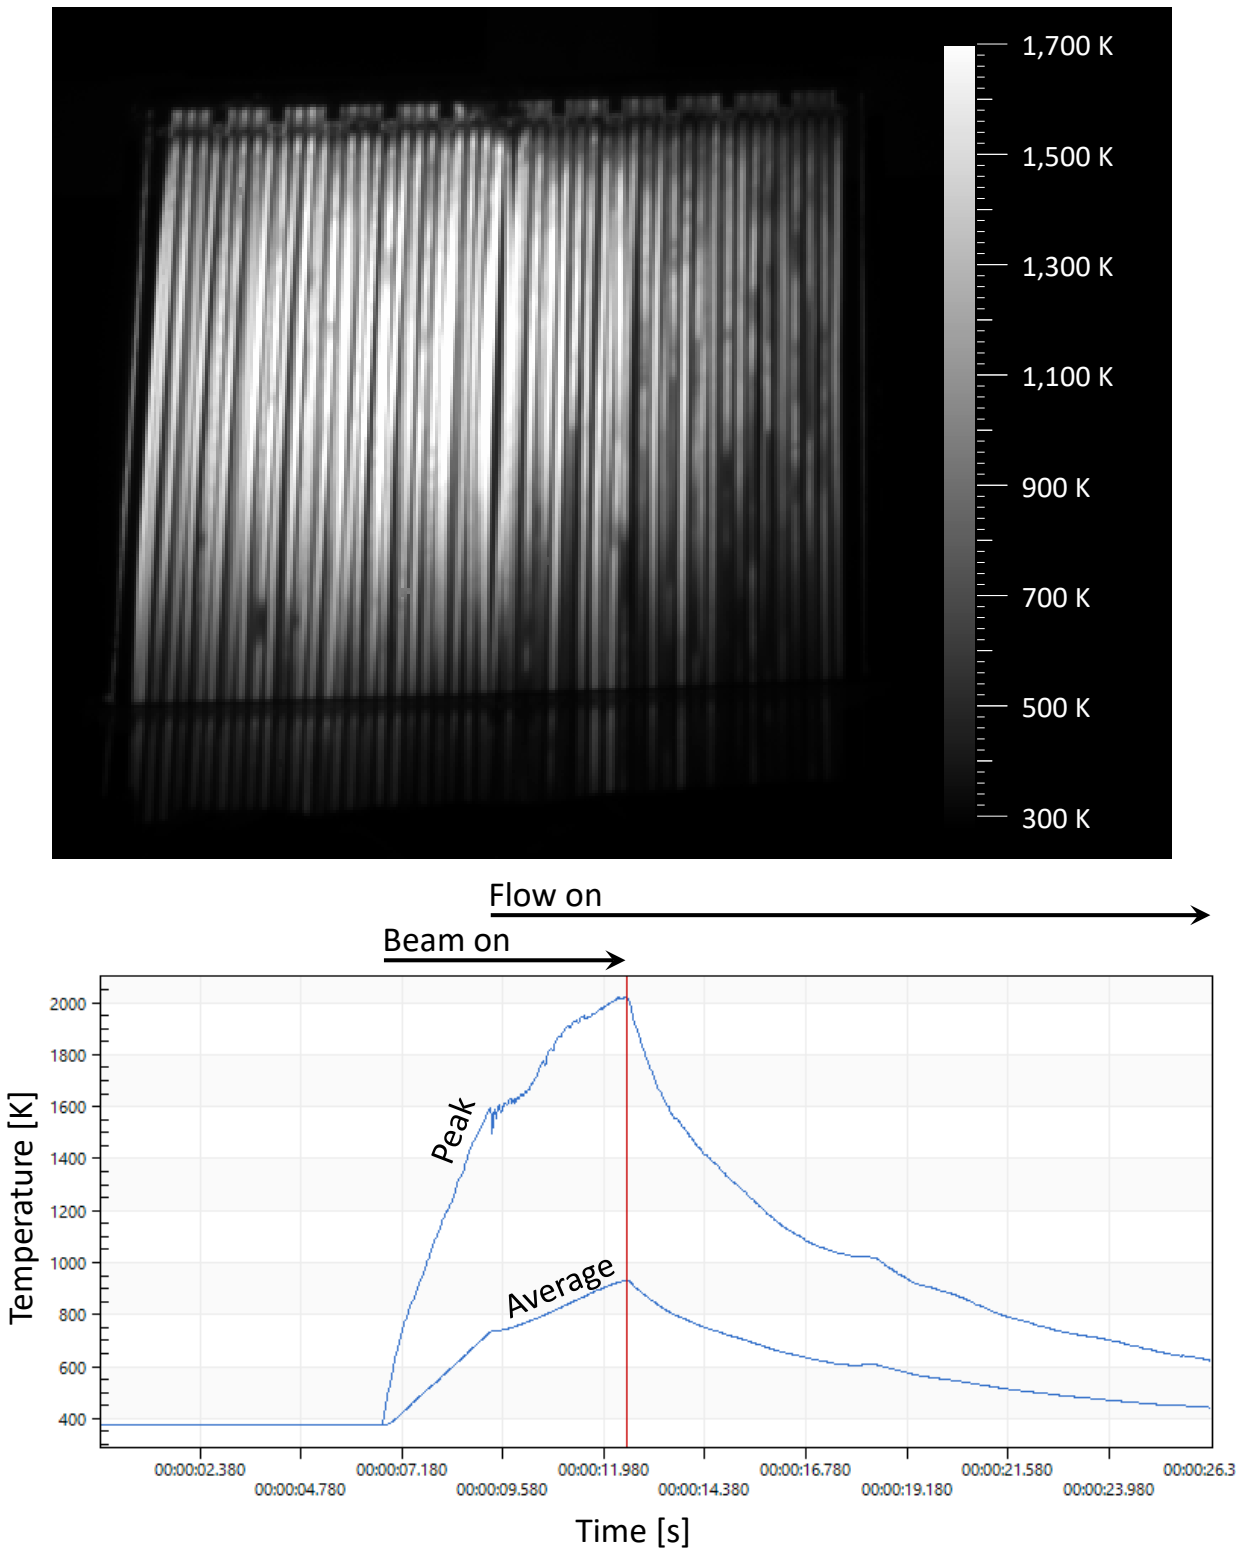 1,700 K
1,500 K
1,300 K
1,100 K
900 K
700 K
500 K
300 K
Flow on
Beam on
2000
1800
1600
1400
1200
1000
800
600
400
Temperature [K]
Peak
Average
00:00:02.380
00:00:07.180
00:00:11.980
00:00:16.780
00:00:21.580
00:00:26.3
00:00:04.780
00:00:09.580
00:00:14.380
00:00:19.180
00:00:23.980
Time [s]